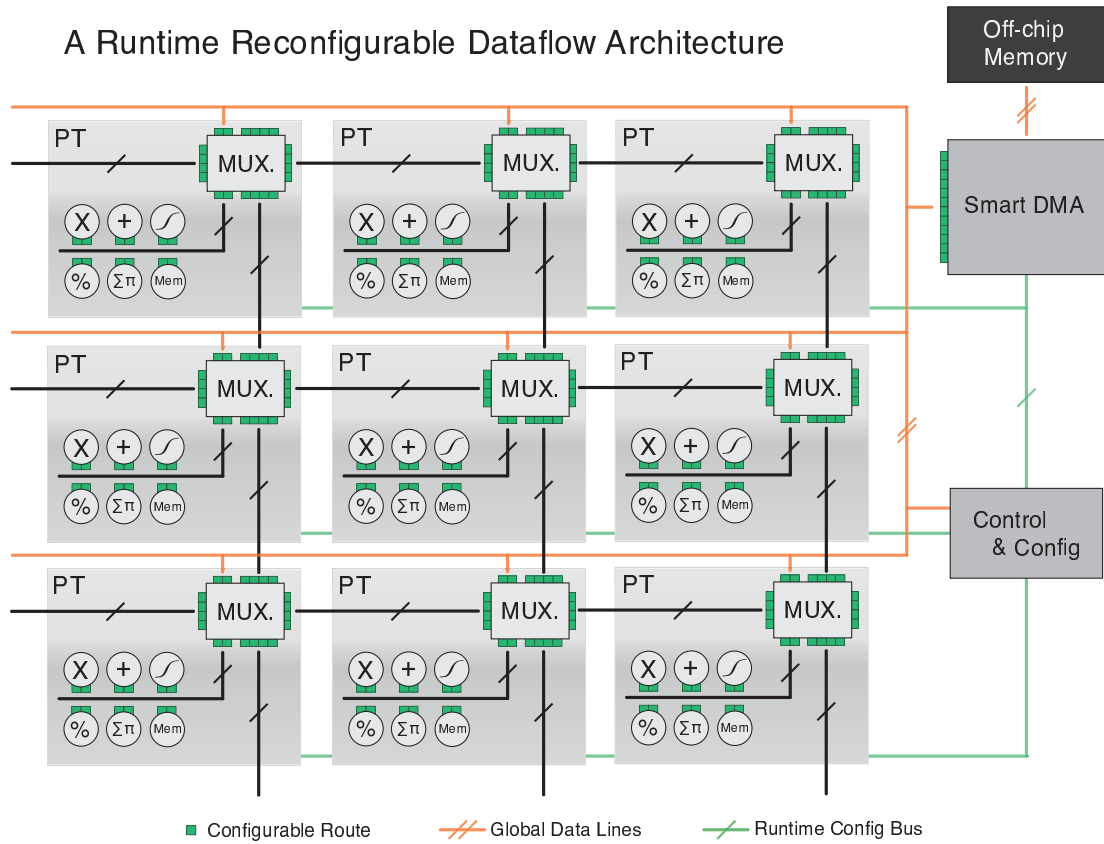 A Runtime Reconfigurable Dataflow Architecture
Off-chip
Memory
PT
MUX.
PT
MUX.
PT
MUX.
Smart DMA
X + X + X +
% Σπ Mem % Σπ Mem % Σπ Mem
PT
MUX.
PT
MUX.
PT
MUX.
X + X + X +
% Σπ Mem % Σπ Mem % Σπ Mem
Control
& Config
PT
MUX.
PT
MUX.
PT
MUX.
X + X + X +
% Σπ Mem % Σπ Mem % Σπ Mem
Configurable Route
Global Data Lines
Runtime Config Bus